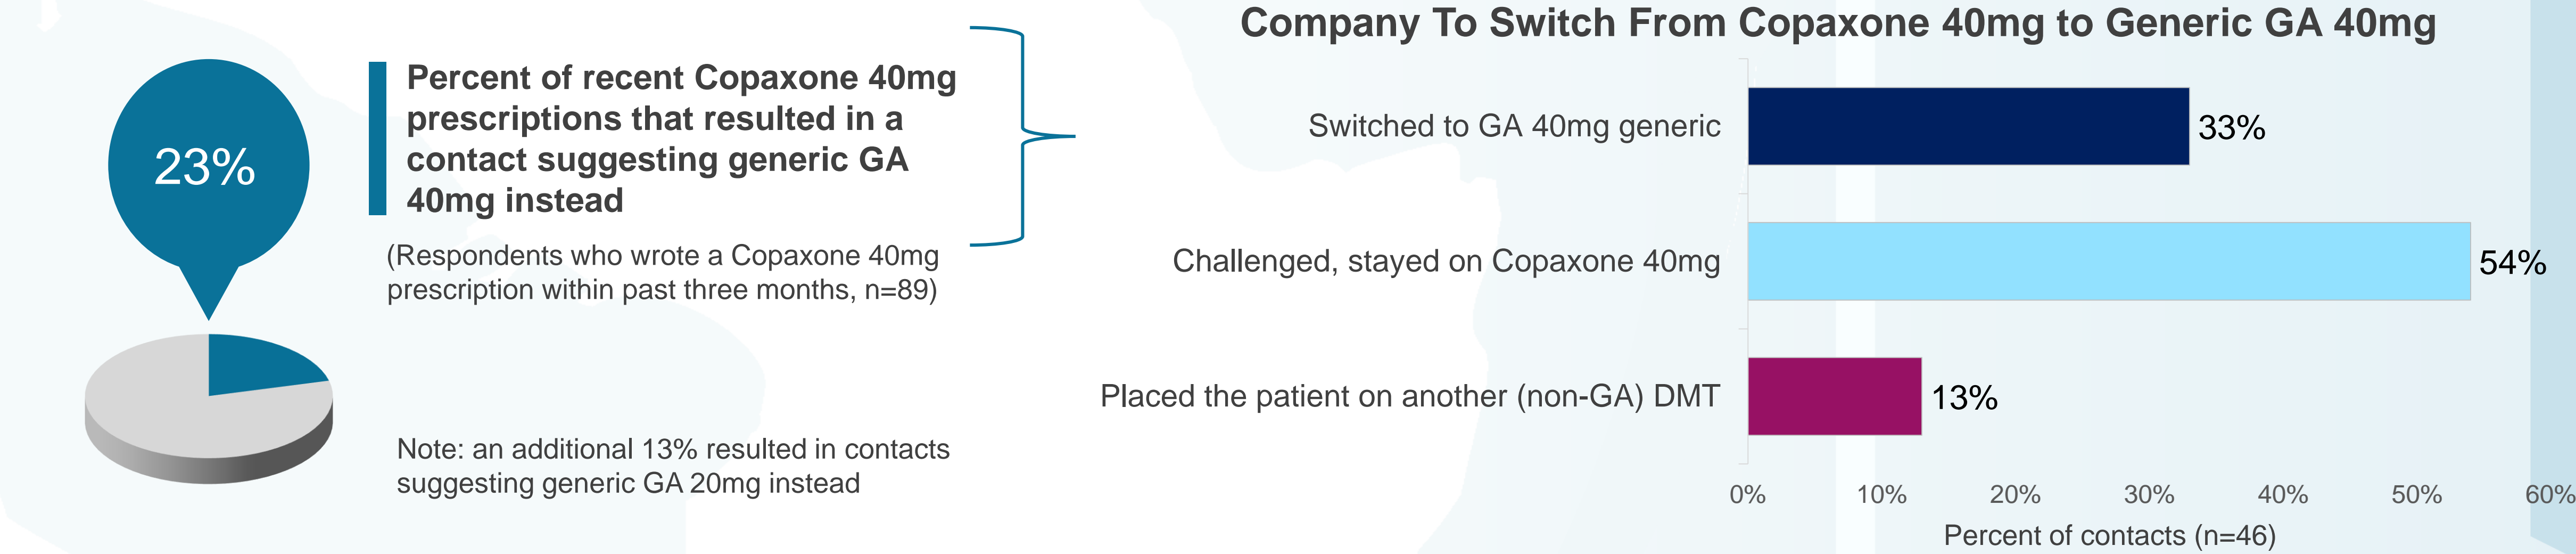 23%
Percent of recent Copaxone 40mg
prescriptions that resulted in a
contact suggesting generic GA
40mg instead
(Respondents who wrote a Copaxone 40mg
prescription within past three months, n=89)
Note: an additional 13% resulted in contacts
suggesting generic GA 20mg instead
Company To Switch From Copaxone 40mg to Generic GA 40mg
Switched to GA 40mg generic
33%
Challenged, stayed on Copaxone 40mg
54%
Placed the patient on another (non-GA) DMT
13%
0% 10% 20% 30% 40% 50% 60%
Percent of contacts (n=46)